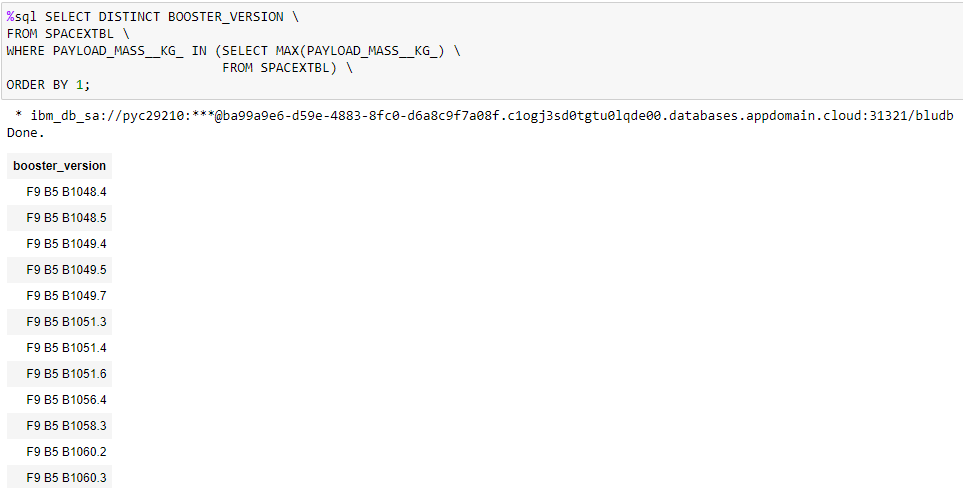 %sql SELECT DISTINCT BOOSTER_VERSION \
FROM SPACEXTBL \
WHERE PAYLOAD_MASS__KG_ IN (SELECT MAX(PAYLOAD_MASS__KG_) \
FROM SPACEXTBL) \
ORDER BY 1;
* ibm_db_sa://pyc29210:***@ba99a9e6-d59e-4883-8fc0-d6a8c9f7a08f.c1ogj3sd0tgtu0lqde00.databases.appdomain.cloud:31321/bludb
Done.
booster_version
F9 B5 B1048.4
F9 B5 B1048.5
F9 B5 B1049.4
F9 B5 B1049.5
F9 B5 B1049.7
F9 B5 B1051.3
F9 B5 B1051.4
F9 B5 B1051.6
F9 B5 B1056.4
F9 B5 B1058.3
F9 B5 B1060.2
F9 B5 B1060.3